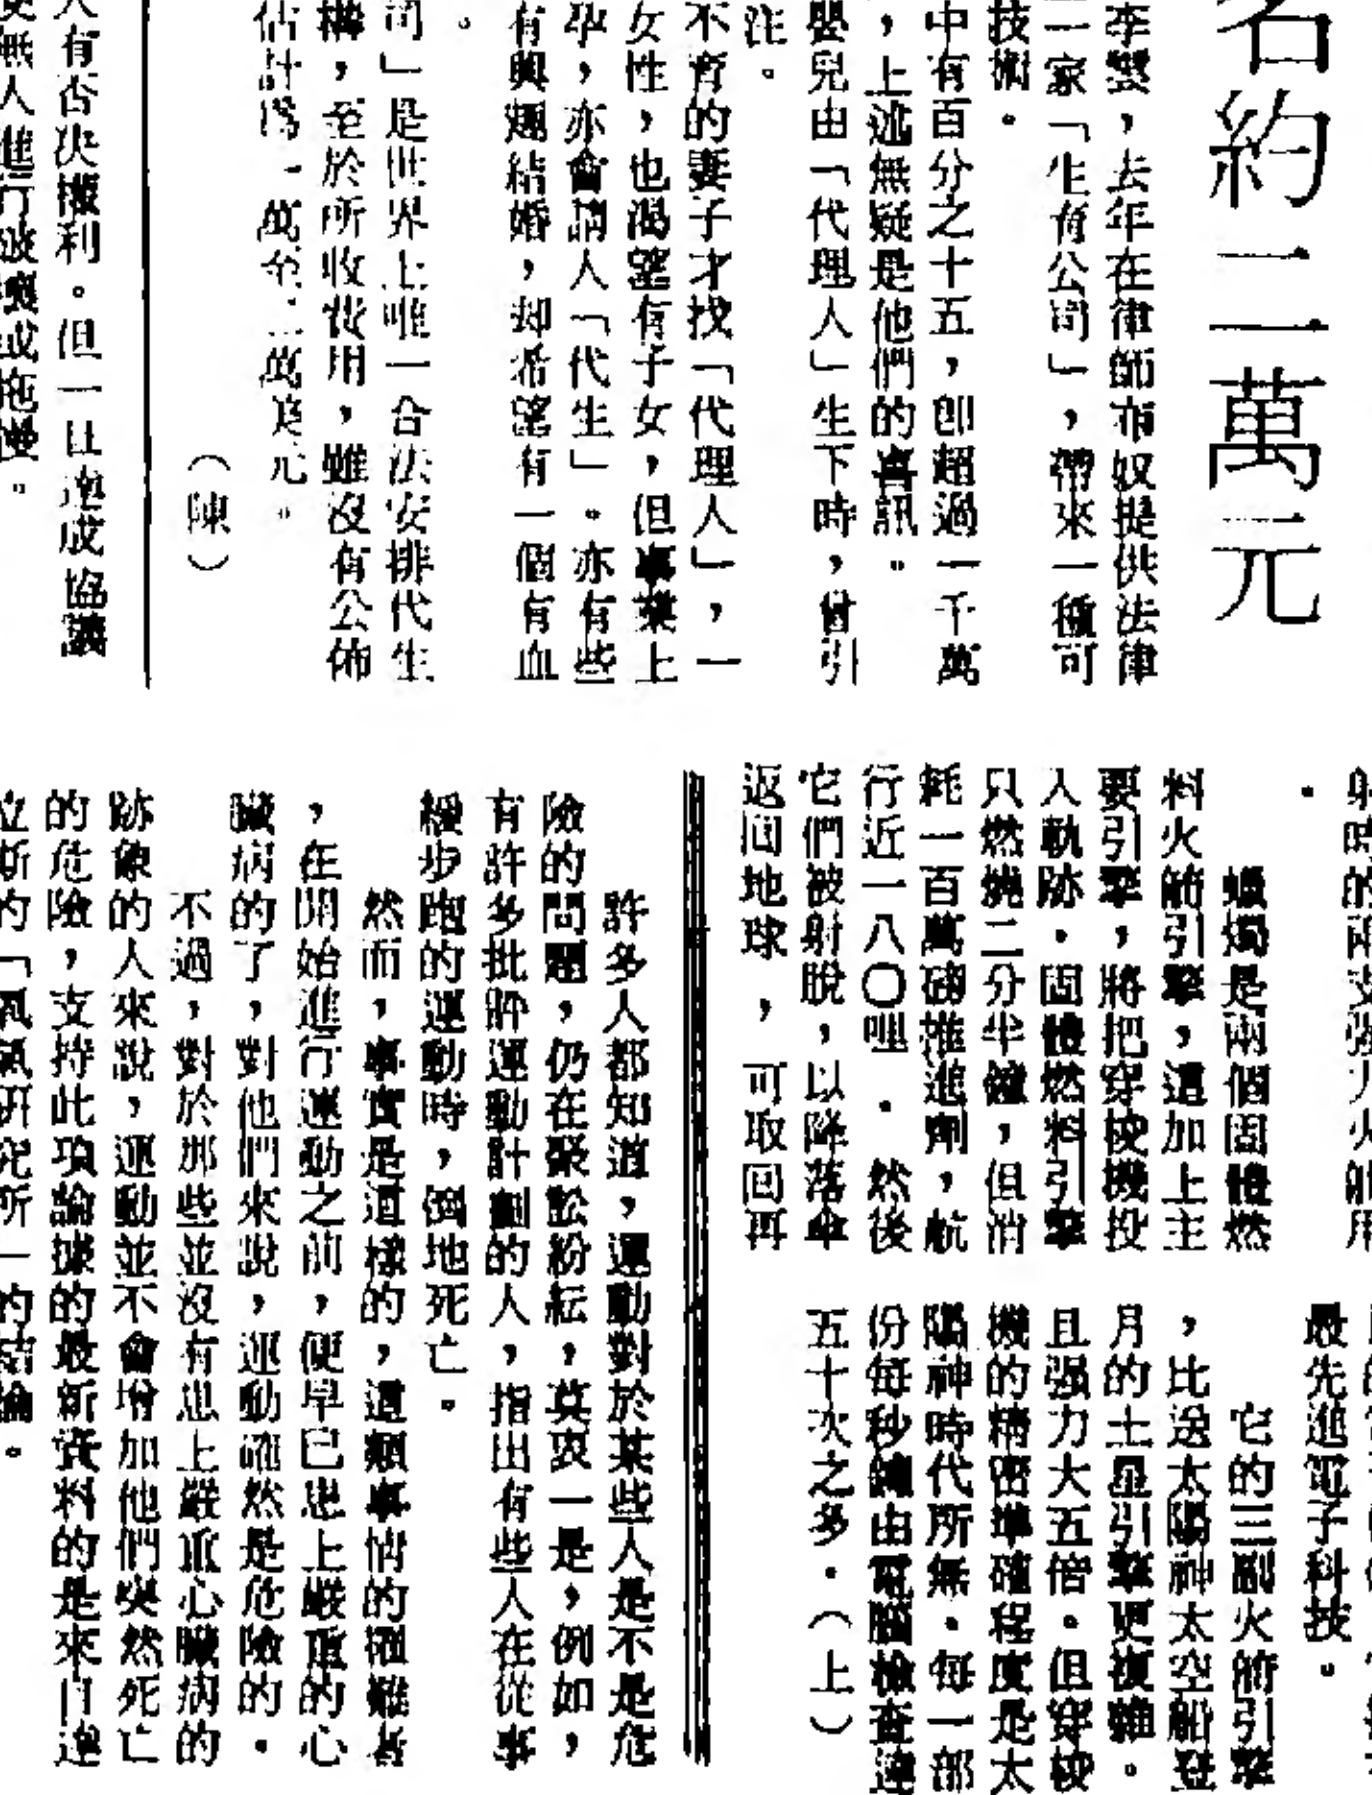 名約二萬元
李嬰，去年在律師布奴提供法律
一家「生育公司」，帶來一種可
技術。
中有百分之十五，卽超過一千萬
，上述無疑是他們的喜訊。
嬰兒由「代理人」生下時，曾引
注。
不育的妻子才找「代理人」，一
女性，也渴望有子女，但事業上
孕，亦會請人「代生」。亦有些
有興趣結婚，却希望有一個有血
。
司」是世界上唯一合法安排代生
構，至於所收費用，雖沒有公佈
估計爲一萬至二萬美元。
（陳）
人有否决權利。但一旦達成協議
便無人進行破壞或拖慢。
射時的兩支强力火箭用
・
蠟燭是兩個固體燃
料火箭引擎，這加上主
要引擎，將把穿梭機投
入軌跡・固體燃料引擎
只燃燒二分半鐘，但消
耗一百萬磅推進劑，航
行近一八〇哩・然後
它們被射脫，以降落傘
返回地球，可取回再
最先進電子科技。
它的三副火箭引擎
，比送太陽神太空船登
月的土星引擎更複雜。
且强力大五倍。但穿梭
機的精密準確程度是太
陽神時代所無・每一部
份每秒鐘由電腦檢查達
五十次之多・（上）
許多人都知道，運動對於某些人是不是危
險的問題，仍在聚訟紛紜，莫衷一是，例如，
有許多批評運動計劃的人，指出有些人在從事
緩步跑的運動時，倒地死亡。
然而，事實是這樣的，這類事情的罹難者
，在開始進行運動之前，便早已患上嚴重的心
臟病的了，對他們來說，運動確然是危險的・
不過，對於那些並沒有患上嚴重心臟病的
跡象的人來說，運動並不會增加他們突然死亡
的危險，支持此項論據的最新資料的是來自達
立斯的「氧氣研究所」的結論。